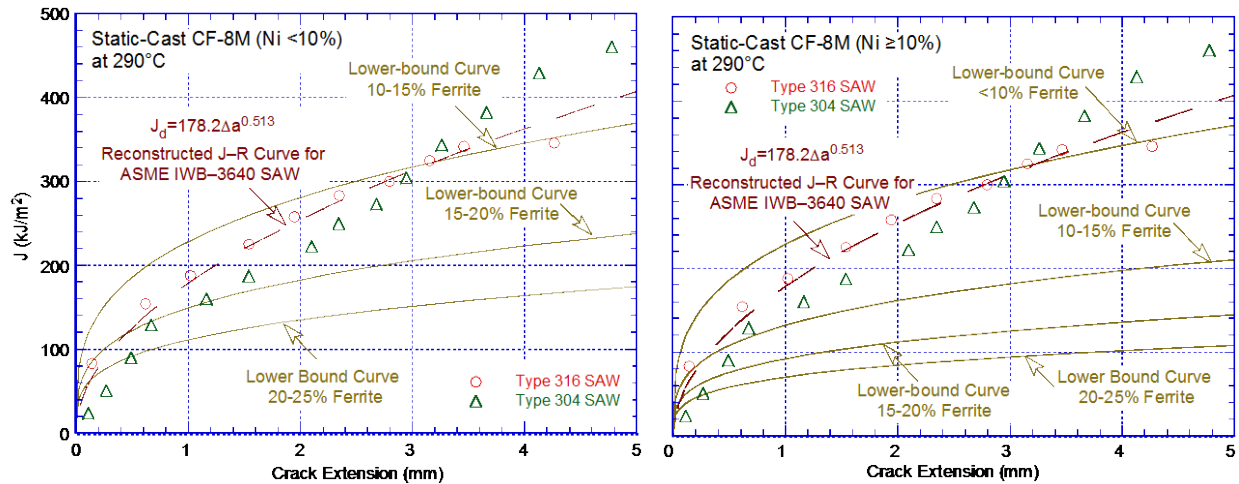 Static-Cast CF-8M (Ni <10%)
at 290°C
Lower-bound Curve
10-15% Ferrite
J_d=178.2Δa^0.513
Reconstructed J–R Curve for
ASME IWB–3640 SAW
Lower-bound Curve
15-20% Ferrite
Lower Bound Curve
20-25% Ferrite
Type 316 SAW
Type 304 SAW
J (kJ/m²)
500
400
300
200
100
0
0 1 2 3 4 5
Crack Extension (mm)
Static-Cast CF-8M (Ni ≥10%)
at 290°C
Type 316 SAW
Type 304 SAW
Lower-bound Curve
<10% Ferrite
J_d=178.2Δa^0.513
Reconstructed J–R Curve for
ASME IWB–3640 SAW
Lower-bound Curve
10-15% Ferrite
Lower-bound Curve
15-20% Ferrite
Lower Bound Curve
20-25% Ferrite
0 1 2 3 4 5
Crack Extension (mm)